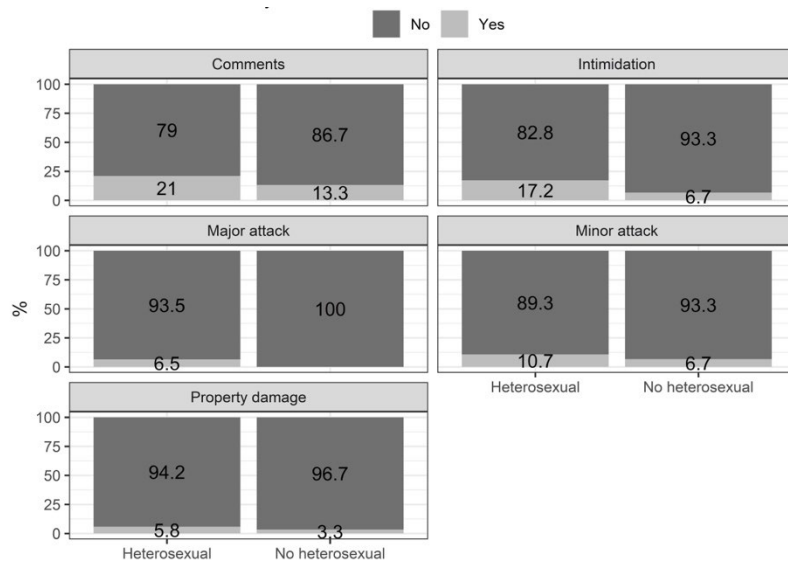 No Yes
Comments Intimidation
100
75
50
25
0
79 86.7 82.8 93.3
21 13.3 17.2 6.7
Major attack Minor attack
100
75
50
25
0
93.5 100 89.3 93.3
6.5 10.7 6.7
%
Property damage Heterosexual No heterosexual
100
75
50
25
0
94.2 96.7
5.8 3.3
Heterosexual No heterosexual